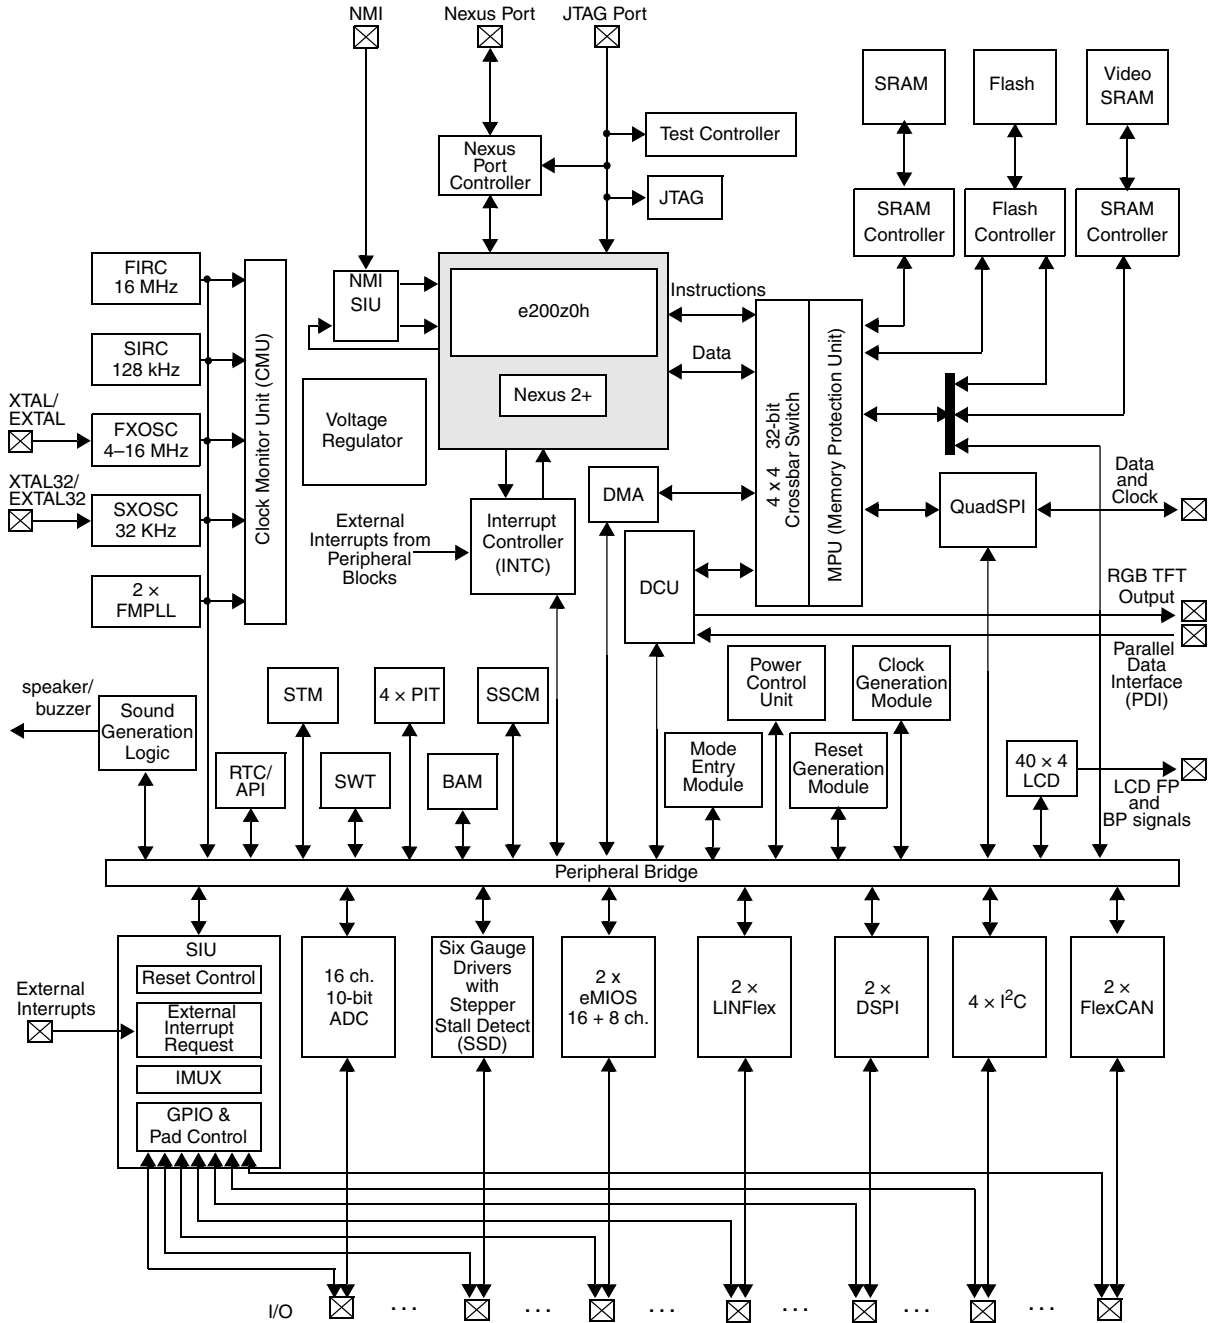 NMI
Nexus Port
JTAG Port
SRAM
Flash
Video
SRAM
Test Controller
Nexus
Port
Controller
JTAG
SRAM
Controller
Flash
Controller
SRAM
Controller
FIRC
16 MHz
NMI
SIU
e200z0h
Instructions
SIRC
128 kHz
Data
Clock Monitor Unit (CMU)
4 x 4 32-bit
Crossbar Switch
MPU (Memory Protection Unit)
Nexus 2+
Voltage
Regulator
XTAL/
EXTAL
FXOSC
4–16 MHz
XTAL32/
EXTAL32
SXOSC
32 KHz
DMA
Data
and
Clock
QuadSPI
External
Interrupts from
Peripheral
Blocks
Interrupt
Controller
(INTC)
2 ×
FMPLL
DCU
RGB TFT
Output
Parallel
Data
Interface
(PDI)
speaker/
buzzer
Sound
Generation
Logic
STM
4 × PIT
SSCM
Power
Control
Unit
Clock
Generation
Module
RTC/
API
SWT
BAM
Mode
Entry
Module
Reset
Generation
Module
40 × 4
LCD
LCD FP
and
BP signals
Peripheral Bridge
SIU
Reset Control
External
Interrupt
Request
IMUX
GPIO &
Pad Control
External
Interrupts
16 ch.
10-bit
ADC
Six Gauge
Drivers
with
Stepper
Stall Detect
(SSD)
2 x
eMIOS
16 + 8 ch.
2 ×
LINFlex
2 ×
DSPI
4 × I²C
2 ×
FlexCAN
I/O ... ... ... ... ... ...